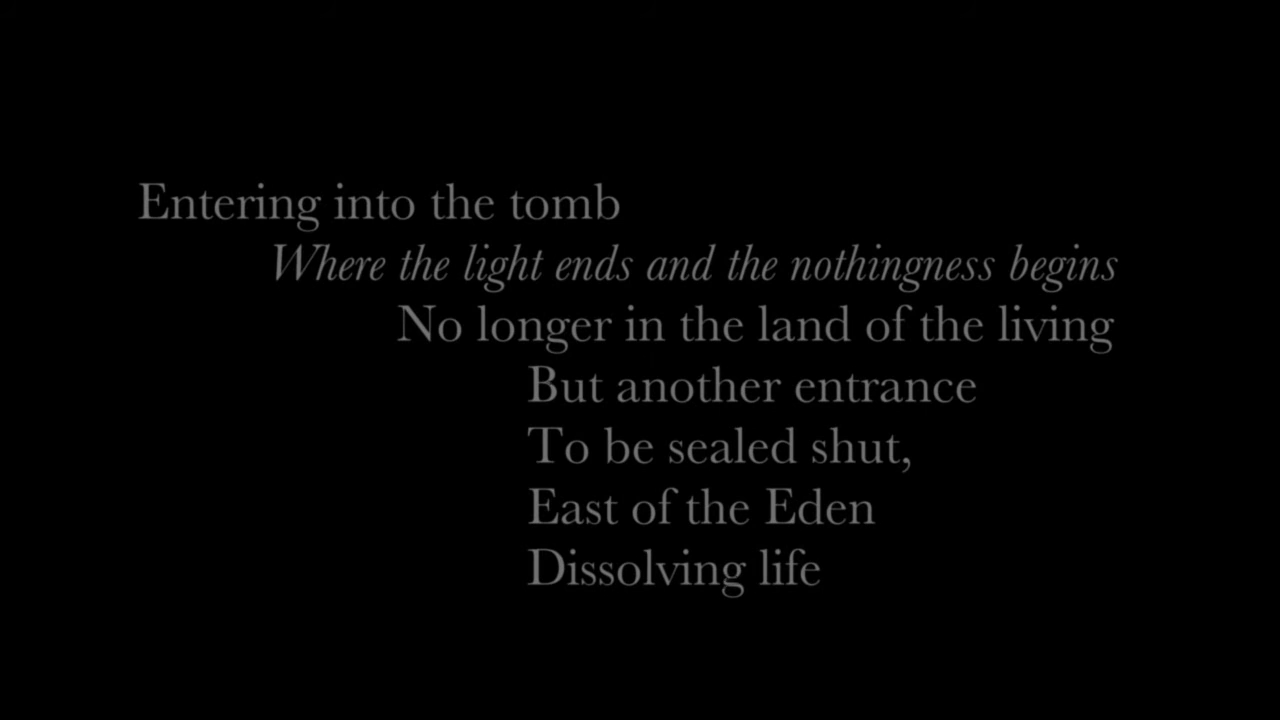 Entering into the tomb
Where the light ends and the nothingness begins
No longer in the land of the living
But another entrance
To be sealed shut,
East of the Eden
Dissolving life